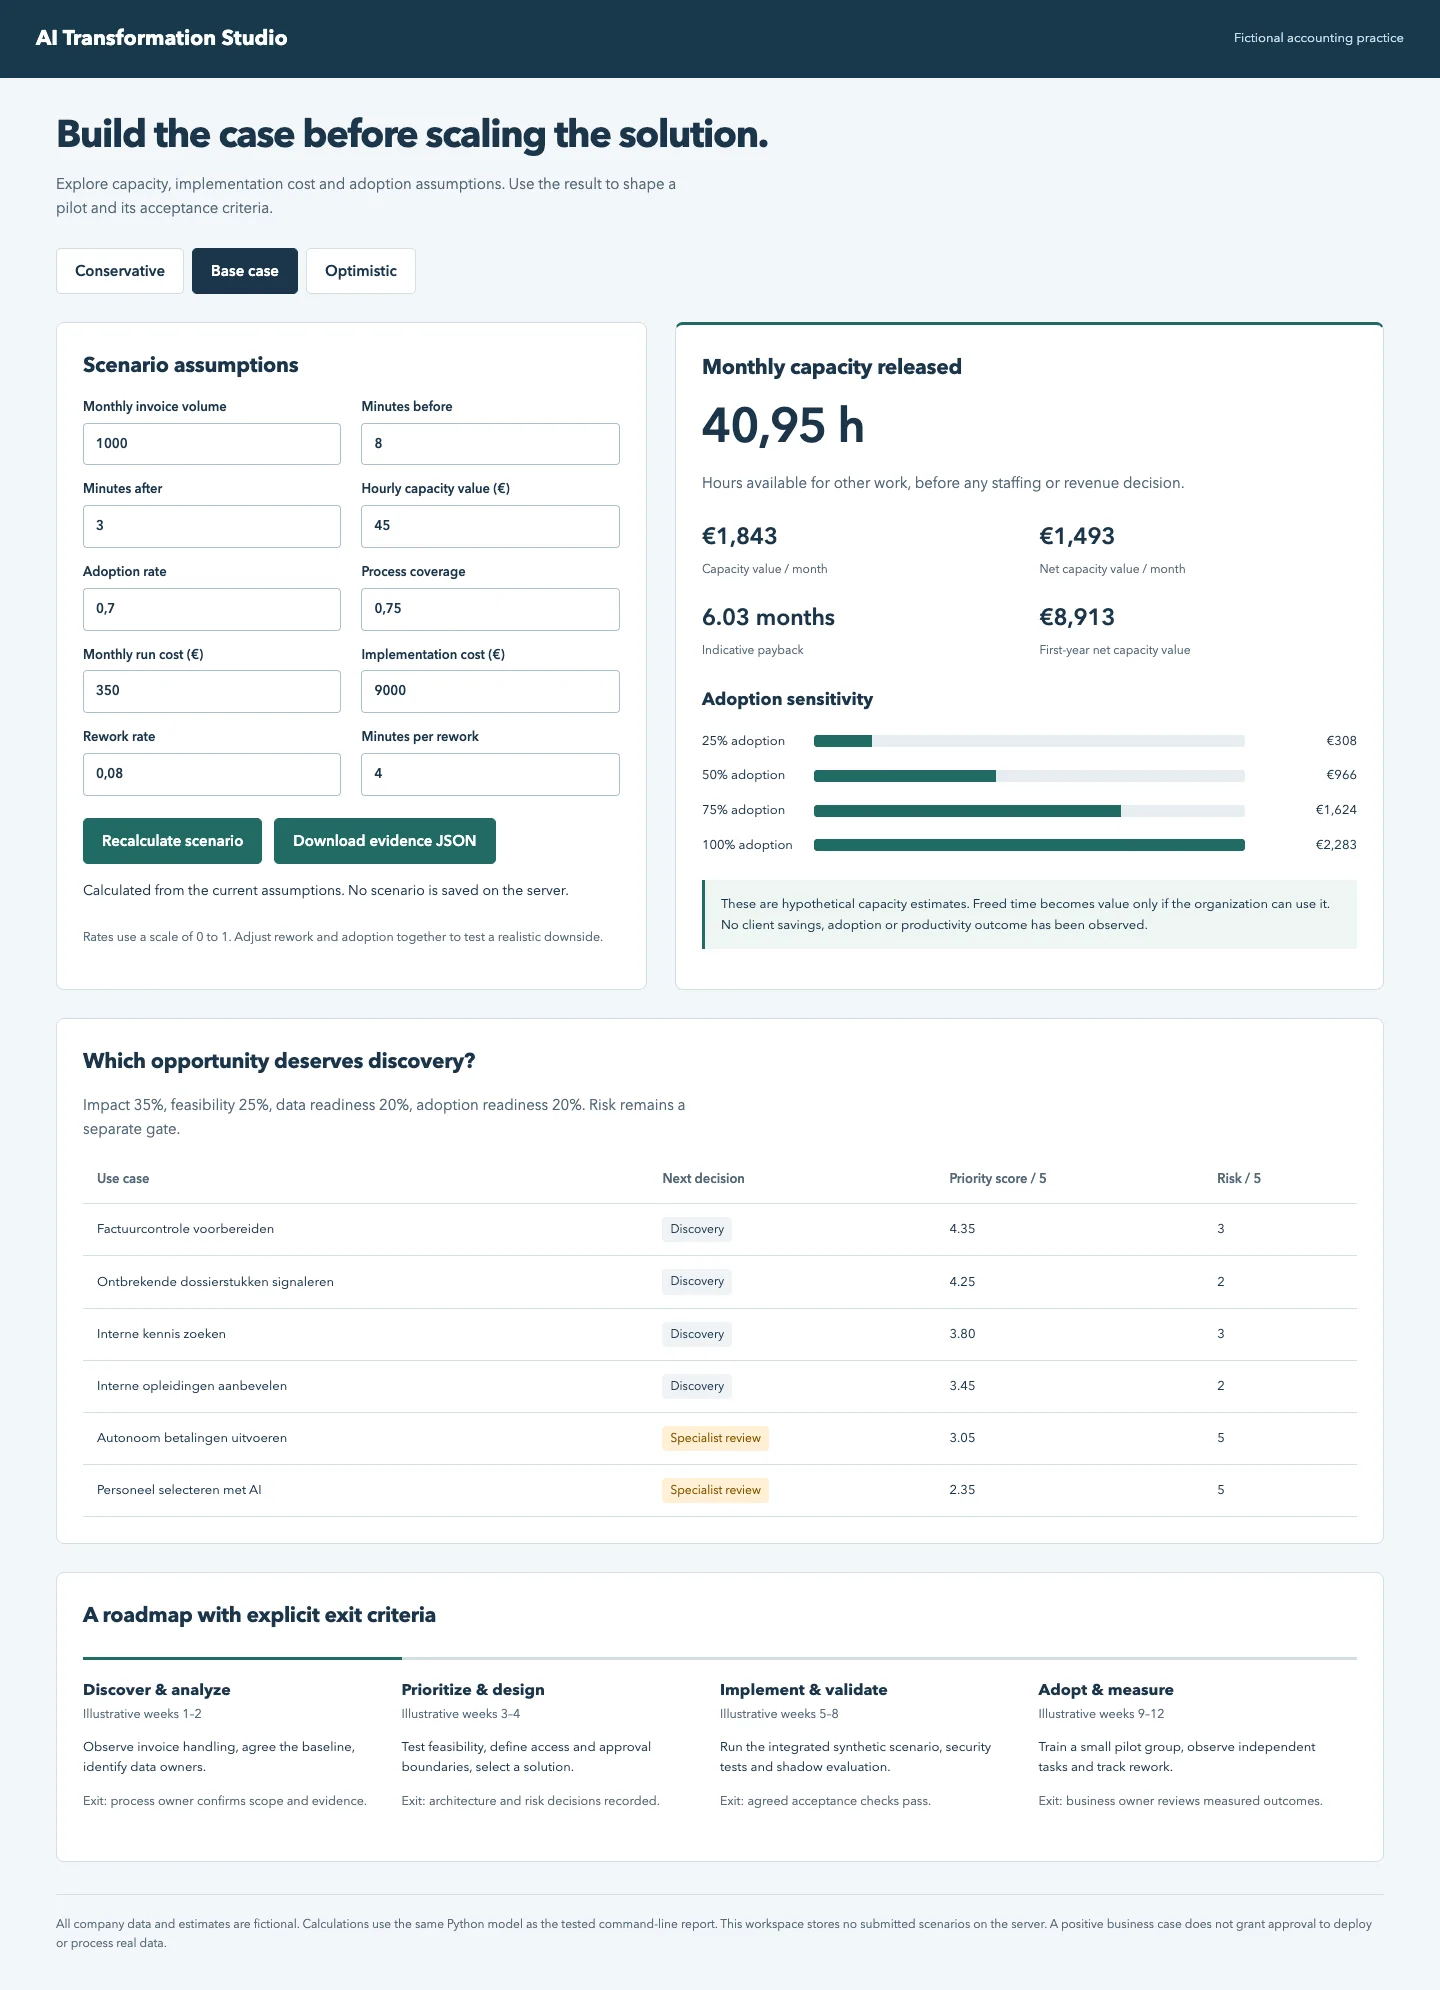 AI Transformation Studio
Fictional accounting practice
Build the case before scaling the solution.
Explore capacity, implementation cost and adoption assumptions. Use the result to shape a
pilot and its acceptance criteria.
Conservative
Base case
Optimistic
Scenario assumptions
Monthly invoice volume
Minutes before
1000
8
Minutes after
Hourly capacity value (€)
3
45
Adoption rate
Process coverage
0,7
0,75
Monthly run cost (€)
Implementation cost (€)
350
9000
Rework rate
Minutes per rework
0,08
4
Recalculate scenario
Download evidence JSON
Calculated from the current assumptions. No scenario is saved on the server.
Rates use a scale of 0 to 1. Adjust rework and adoption together to test a realistic downside.
Monthly capacity released
40,95 h
Hours available for other work, before any staffing or revenue decision.
€1,843
€1,493
Capacity value / month
Net capacity value / month
6.03 months
€8,913
Indicative payback
First-year net capacity value
Adoption sensitivity
25% adoption €308
50% adoption €966
75% adoption €1,624
100% adoption €2,283
These are hypothetical capacity estimates. Freed time becomes value only if the organization can use it.
No client savings, adoption or productivity outcome has been observed.
Which opportunity deserves discovery?
Impact 35%, feasibility 25%, data readiness 20%, adoption readiness 20%. Risk remains a
separate gate.
Use case Next decision Priority score / 5 Risk / 5
Factuurcontrole voorbereiden Discovery 4.35 3
Ontbrekende dossierstukken signaleren Discovery 4.25 2
Interne kennis zoeken Discovery 3.80 3
Interne opleidingen aanbevelen Discovery 3.45 2
Autonoom betalingen uitvoeren Specialist review 3.05 5
Personeel selecteren met AI Specialist review 2.35 5
A roadmap with explicit exit criteria
Discover & analyze
Illustrative weeks 1–2
Observe invoice handling, agree the baseline,
identify data owners.
Exit: process owner confirms scope and evidence.
Prioritize & design
Illustrative weeks 3–4
Test feasibility, define access and approval
boundaries, select a solution.
Exit: architecture and risk decisions recorded.
Implement & validate
Illustrative weeks 5–8
Run the integrated synthetic scenario, security
tests and shadow evaluation.
Exit: agreed acceptance checks pass.
Adopt & measure
Illustrative weeks 9–12
Train a small pilot group, observe independent
tasks and track rework.
Exit: business owner reviews measured outcomes.
All company data and estimates are fictional. Calculations use the same Python model as the tested command-line report. This workspace stores no submitted scenarios on the server. A positive business case does not grant approval to deploy
or process real data.